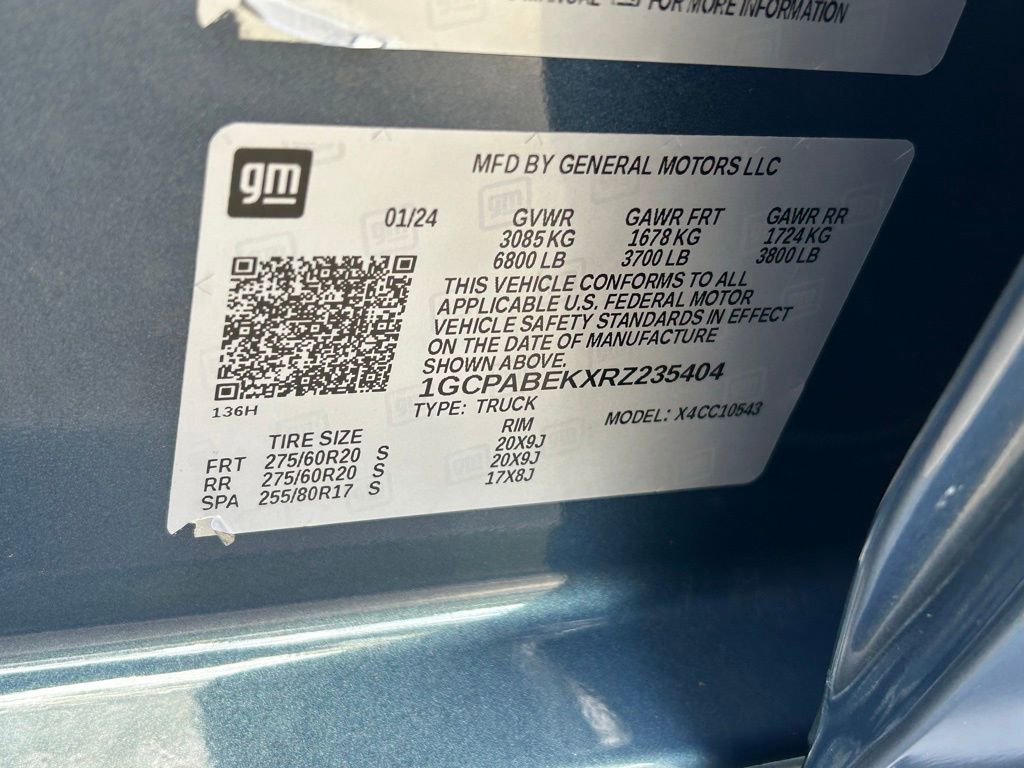 MANUAL FOR MORE INFORMATION
gm
MFD BY GENERAL MOTORS LLC
01/24 GVWR GAWR FRT GAWR RR
3085 KG 1678 KG 1724 KG
6800 LB 3700 LB 3800 LB
THIS VEHICLE CONFORMS TO ALL
APPLICABLE U.S. FEDERAL MOTOR
VEHICLE SAFETY STANDARDS IN EFFECT
ON THE DATE OF MANUFACTURE
SHOWN ABOVE.
1GCPABEKXRZ235404
136H
TYPE: TRUCK MODEL: X4CC10543
TIRE SIZE RIM
FRT 275/60R20 S 20X9J
RR 275/60R20 S 20X9J
SPA 255/80R17 S 17X8J